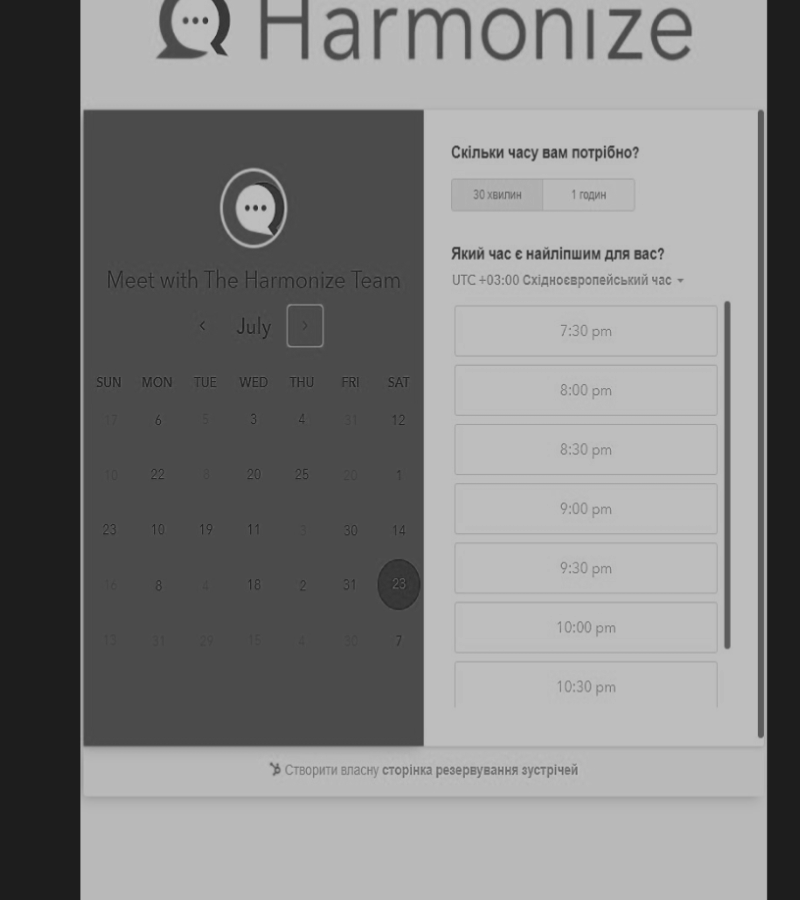 Harmonize
Meet with The Harmonize Team
< July >
SUN MON TUE WED THU FRI SAT
17 6 5 3 4 31 12
10 22 6 20 25 20 1
23 10 19 11 3 30 14
16 8 4 18 2 31 23
13 31 29 15 4 30 7
Скільки часу вам потрібно?
30 хвилин 1 годин
Який час є найліпшим для вас?
UTC +03:00 Східноєвропейський час
7:30 pm
8:00 pm
8:30 pm
9:00 pm
9:30 pm
10:00 pm
10:30 pm
Створити власну сторінка резервування зустрічей